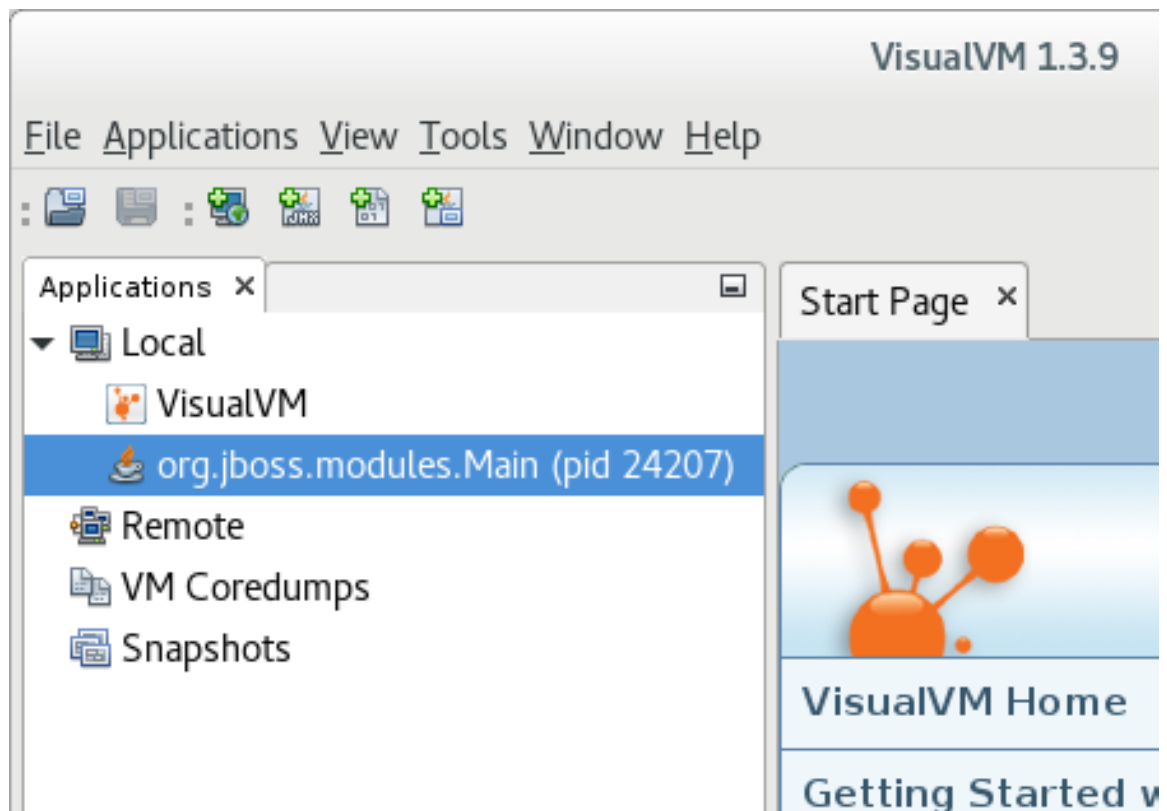 VisualVM 1.3.9
File Applications View Tools Window Help
JMX
Applications
Start Page
Local
VisualVM
org.jboss.modules.Main (pid 24207)
Remote
VM Coredumps
Snapshots
VisualVM Home
Getting Started